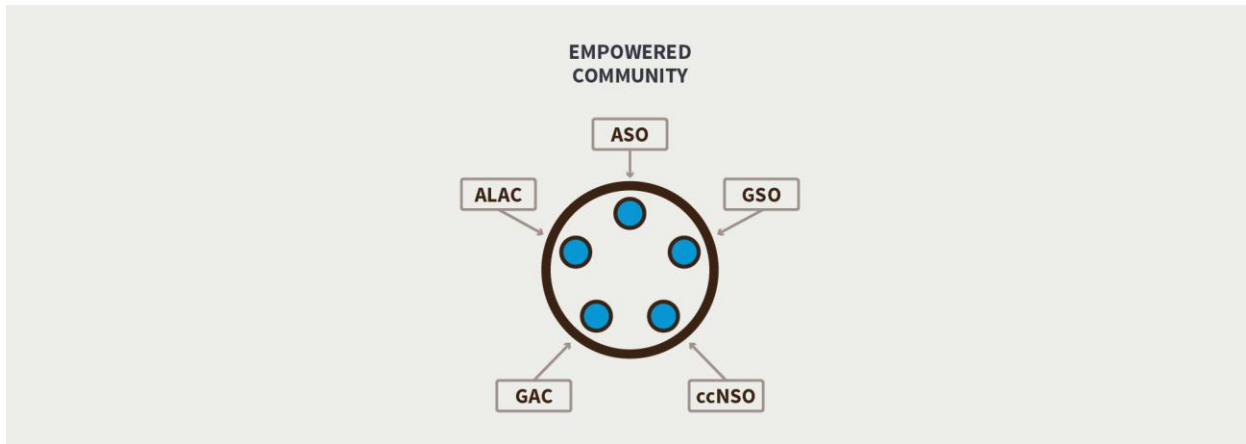 EMPOWERED
COMMUNITY
ASO
ALAC
GSO
GAC
ccNSO